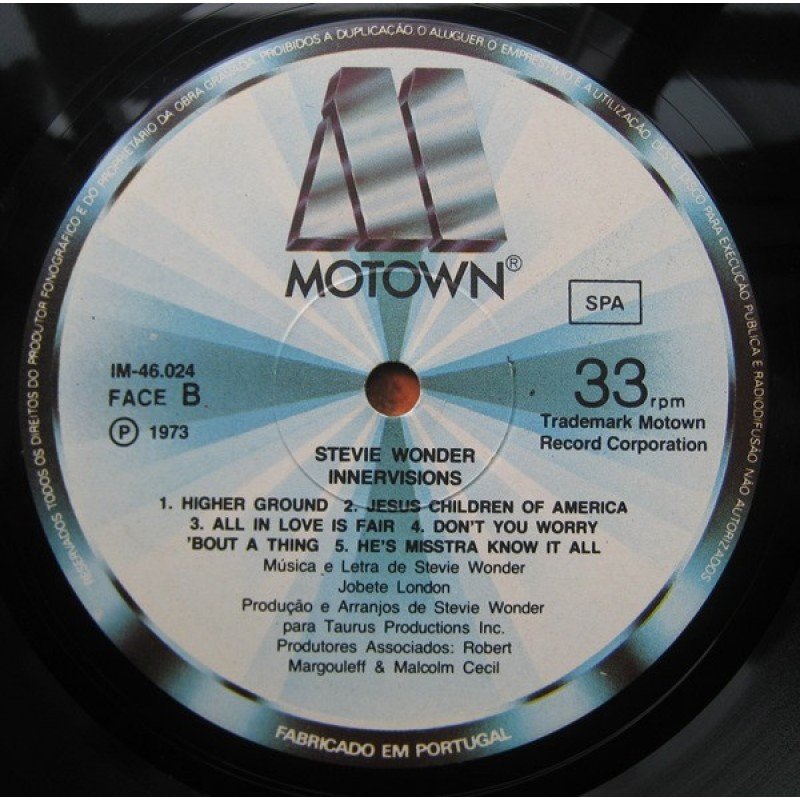 RESERVADOS TODOS OS DIREITOS DO PRODUTOR FONOGRÁFICO E DO PROPRIETÁRIO DA OBRA GRAVADA. PROIBIDOS A DUPLICAÇÃO O ALUGUER O EMPRÉSTIMO E A UTILIZAÇÃO DESTE DISCO PARA EXECUÇÃO PÚBLICA E RADIODIFUSÃO NÃO AUTORIZADOS
MOTOWN®
SPA
IM-46.024
FACE B
Ⓟ 1973
33 rpm
Trademark Motown
Record Corporation
STEVIE WONDER
INNERVISIONS
1. HIGHER GROUND 2. JESUS CHILDREN OF AMERICA
3. ALL IN LOVE IS FAIR 4. DON'T YOU WORRY
'BOUT A THING 5. HE'S MISSTRA KNOW IT ALL
Música e Letra de Stevie Wonder
Jobete London
Produção e Arranjos de Stevie Wonder
para Taurus Productions Inc.
Produtores Associados: Robert
Margouleff & Malcolm Cecil
FABRICADO EM PORTUGAL